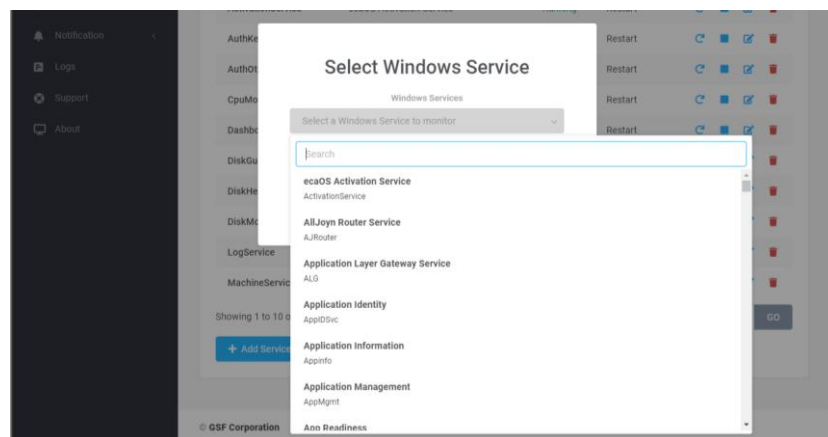 Notification
Logs
Support
About
AuthKe
Restart
AuthOt
Restart
CpuMo
Restart
Dashbo
Restart
DiskGu
DiskHe
DiskMo
LogService
MachineServic
Showing 1 to 10 o
GO
+ Add Service
© GSF Corporation
Select Windows Service
Windows Services
Select a Windows Service to monitor
Search
ecaOS Activation Service
ActivationService
AllJoyn Router Service
AJRouter
Application Layer Gateway Service
ALG
Application Identity
AppIDSvc
Application Information
Appinfo
Application Management
AppMgmt
App Readiness